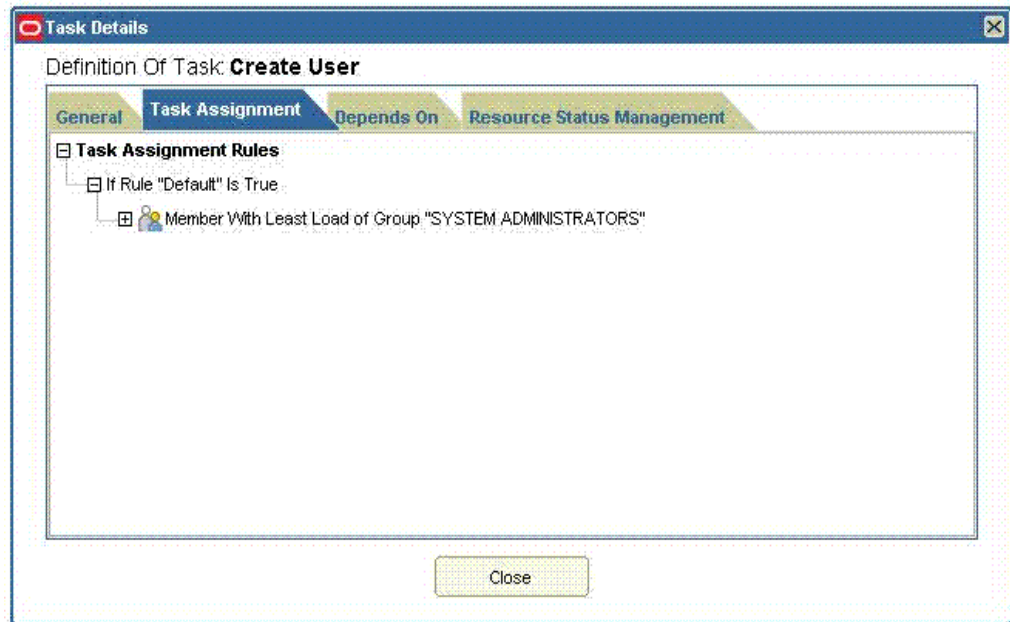 Task Details
Definition Of Task: Create User
General Task Assignment Depends On Resource Status Management
Task Assignment Rules
If Rule "Default" Is True
Member With Least Load of Group "SYSTEM ADMINISTRATORS"
Close